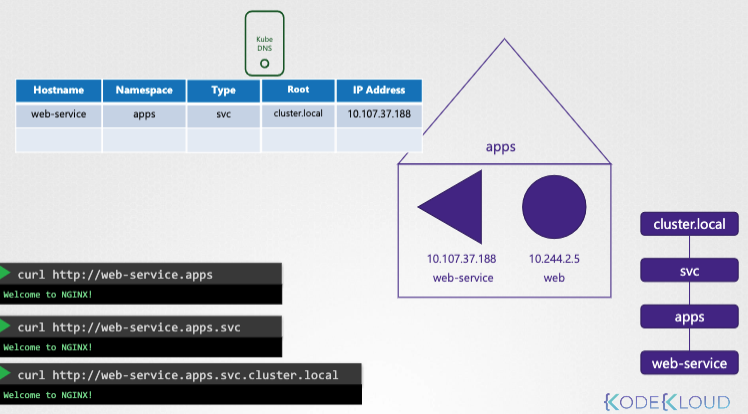 Kube
DNS
Hostname Namespace Type Root IP Address
web-service apps svc cluster.local 10.107.37.188
apps
10.107.37.188 10.244.2.5
web-service web
cluster.local
svc
apps
web-service
curl http://web-service.apps
Welcome to NGINX!
curl http://web-service.apps.svc
Welcome to NGINX!
curl http://web-service.apps.svc.cluster.local
Welcome to NGINX!
KODEKLOUD